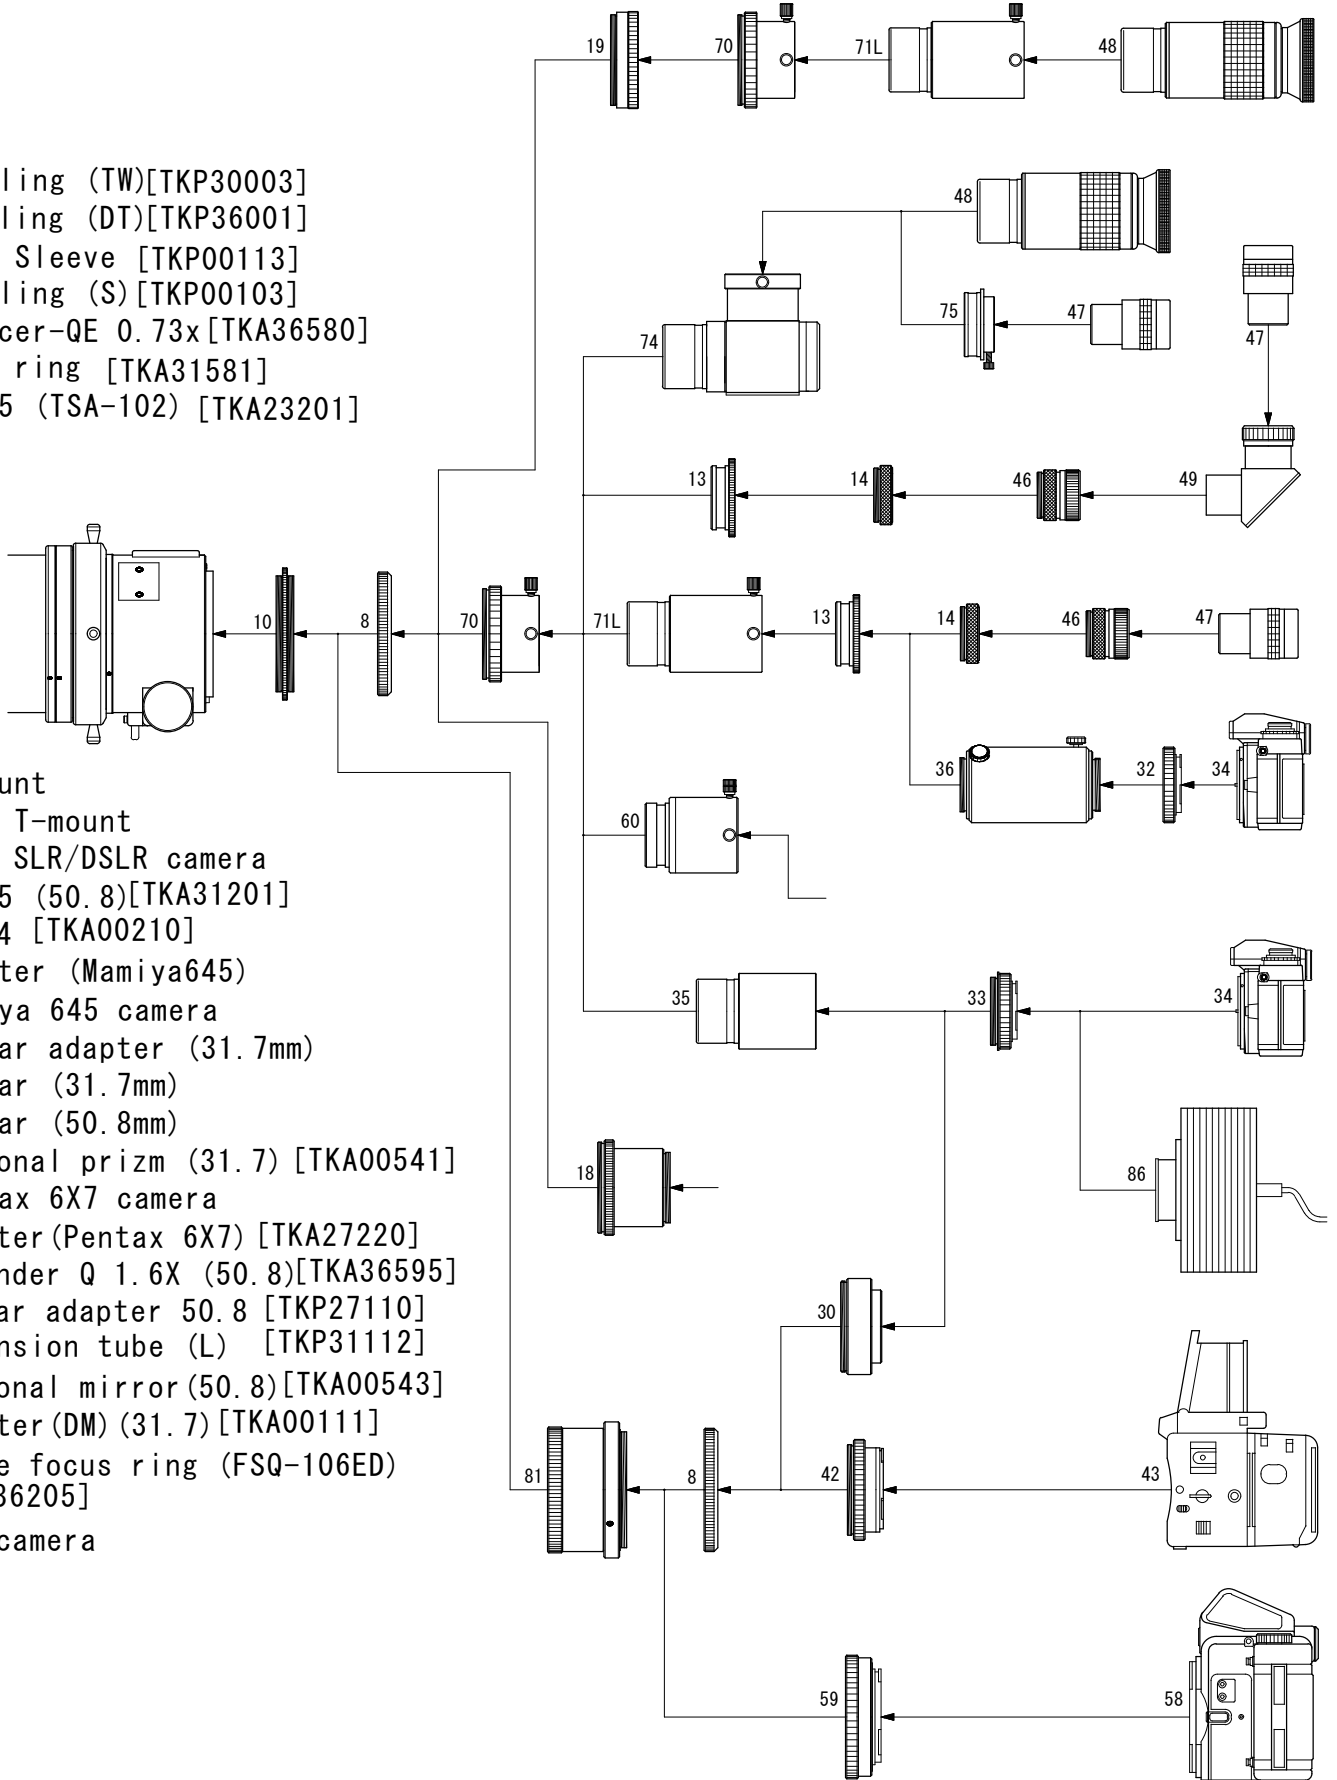 19 70 71L 48
ling (TW)[TKP30003]
ling (DT)[TKP36001]
Sleeve [TKP00113]
ling (S)[TKP00103]
cer-QE 0.73x[TKA36580]
ring [TKA31581]
5 (TSA-102) [TKA23201]
48
75 47
74 47
13 14 46 49
10 8 70 71L 13 14 46 47
36 32 34
60
unt
T-mount
SLR/DSLR camera
5 (50.8)[TKA31201]
4 [TKA00210]
ter (Mamiya645)
ya 645 camera
ar adapter (31.7mm)
ar (31.7mm)
ar (50.8mm)
onal prizm (31.7) [TKA00541]
ax 6X7 camera
ter(Pentax 6X7) [TKA27220]
nder Q 1.6X (50.8)[TKA36595]
ar adapter 50.8 [TKP27110]
nsion tube (L) [TKP31112]
onal mirror(50.8)[TKA00543]
ter(DM)(31.7)[TKA00111]
e focus ring (FSQ-106ED)
36205]
camera
35 33 34
18 86
30
81 8 42 43
59 58